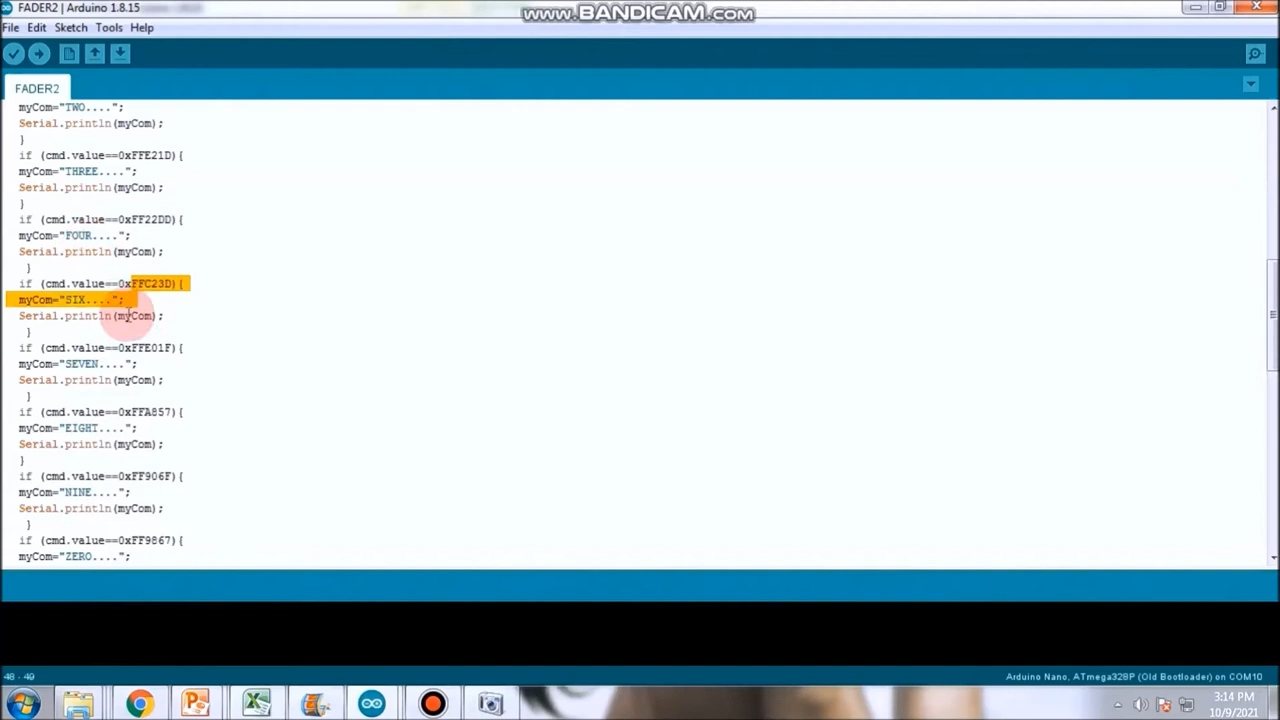 FADER2 | Arduino 1.8.15
www.BANDICAM.com
File Edit Sketch Tools Help
FADER2
myCom="TWO....";
Serial.println(myCom);
}
if (cmd.value==0xFFE21D){
myCom="THREE....";
Serial.println(myCom);
}
if (cmd.value==0xFF22DD){
myCom="FOUR....";
Serial.println(myCom);
}
if (cmd.value==0xFFC23D){
myCom="SIX....";
Serial.println(myCom);
}
if (cmd.value==0xFFE01F){
myCom="SEVEN....";
Serial.println(myCom);
}
if (cmd.value==0xFFA857){
myCom="EIGHT....";
Serial.println(myCom);
}
if (cmd.value==0xFF906F){
myCom="NINE....";
Serial.println(myCom);
}
if (cmd.value==0xFF9867){
myCom="ZERO....";
48 - 49
Arduino Nano, ATmega328P (Old Bootloader) on COM10
3:14 PM
10/9/2021